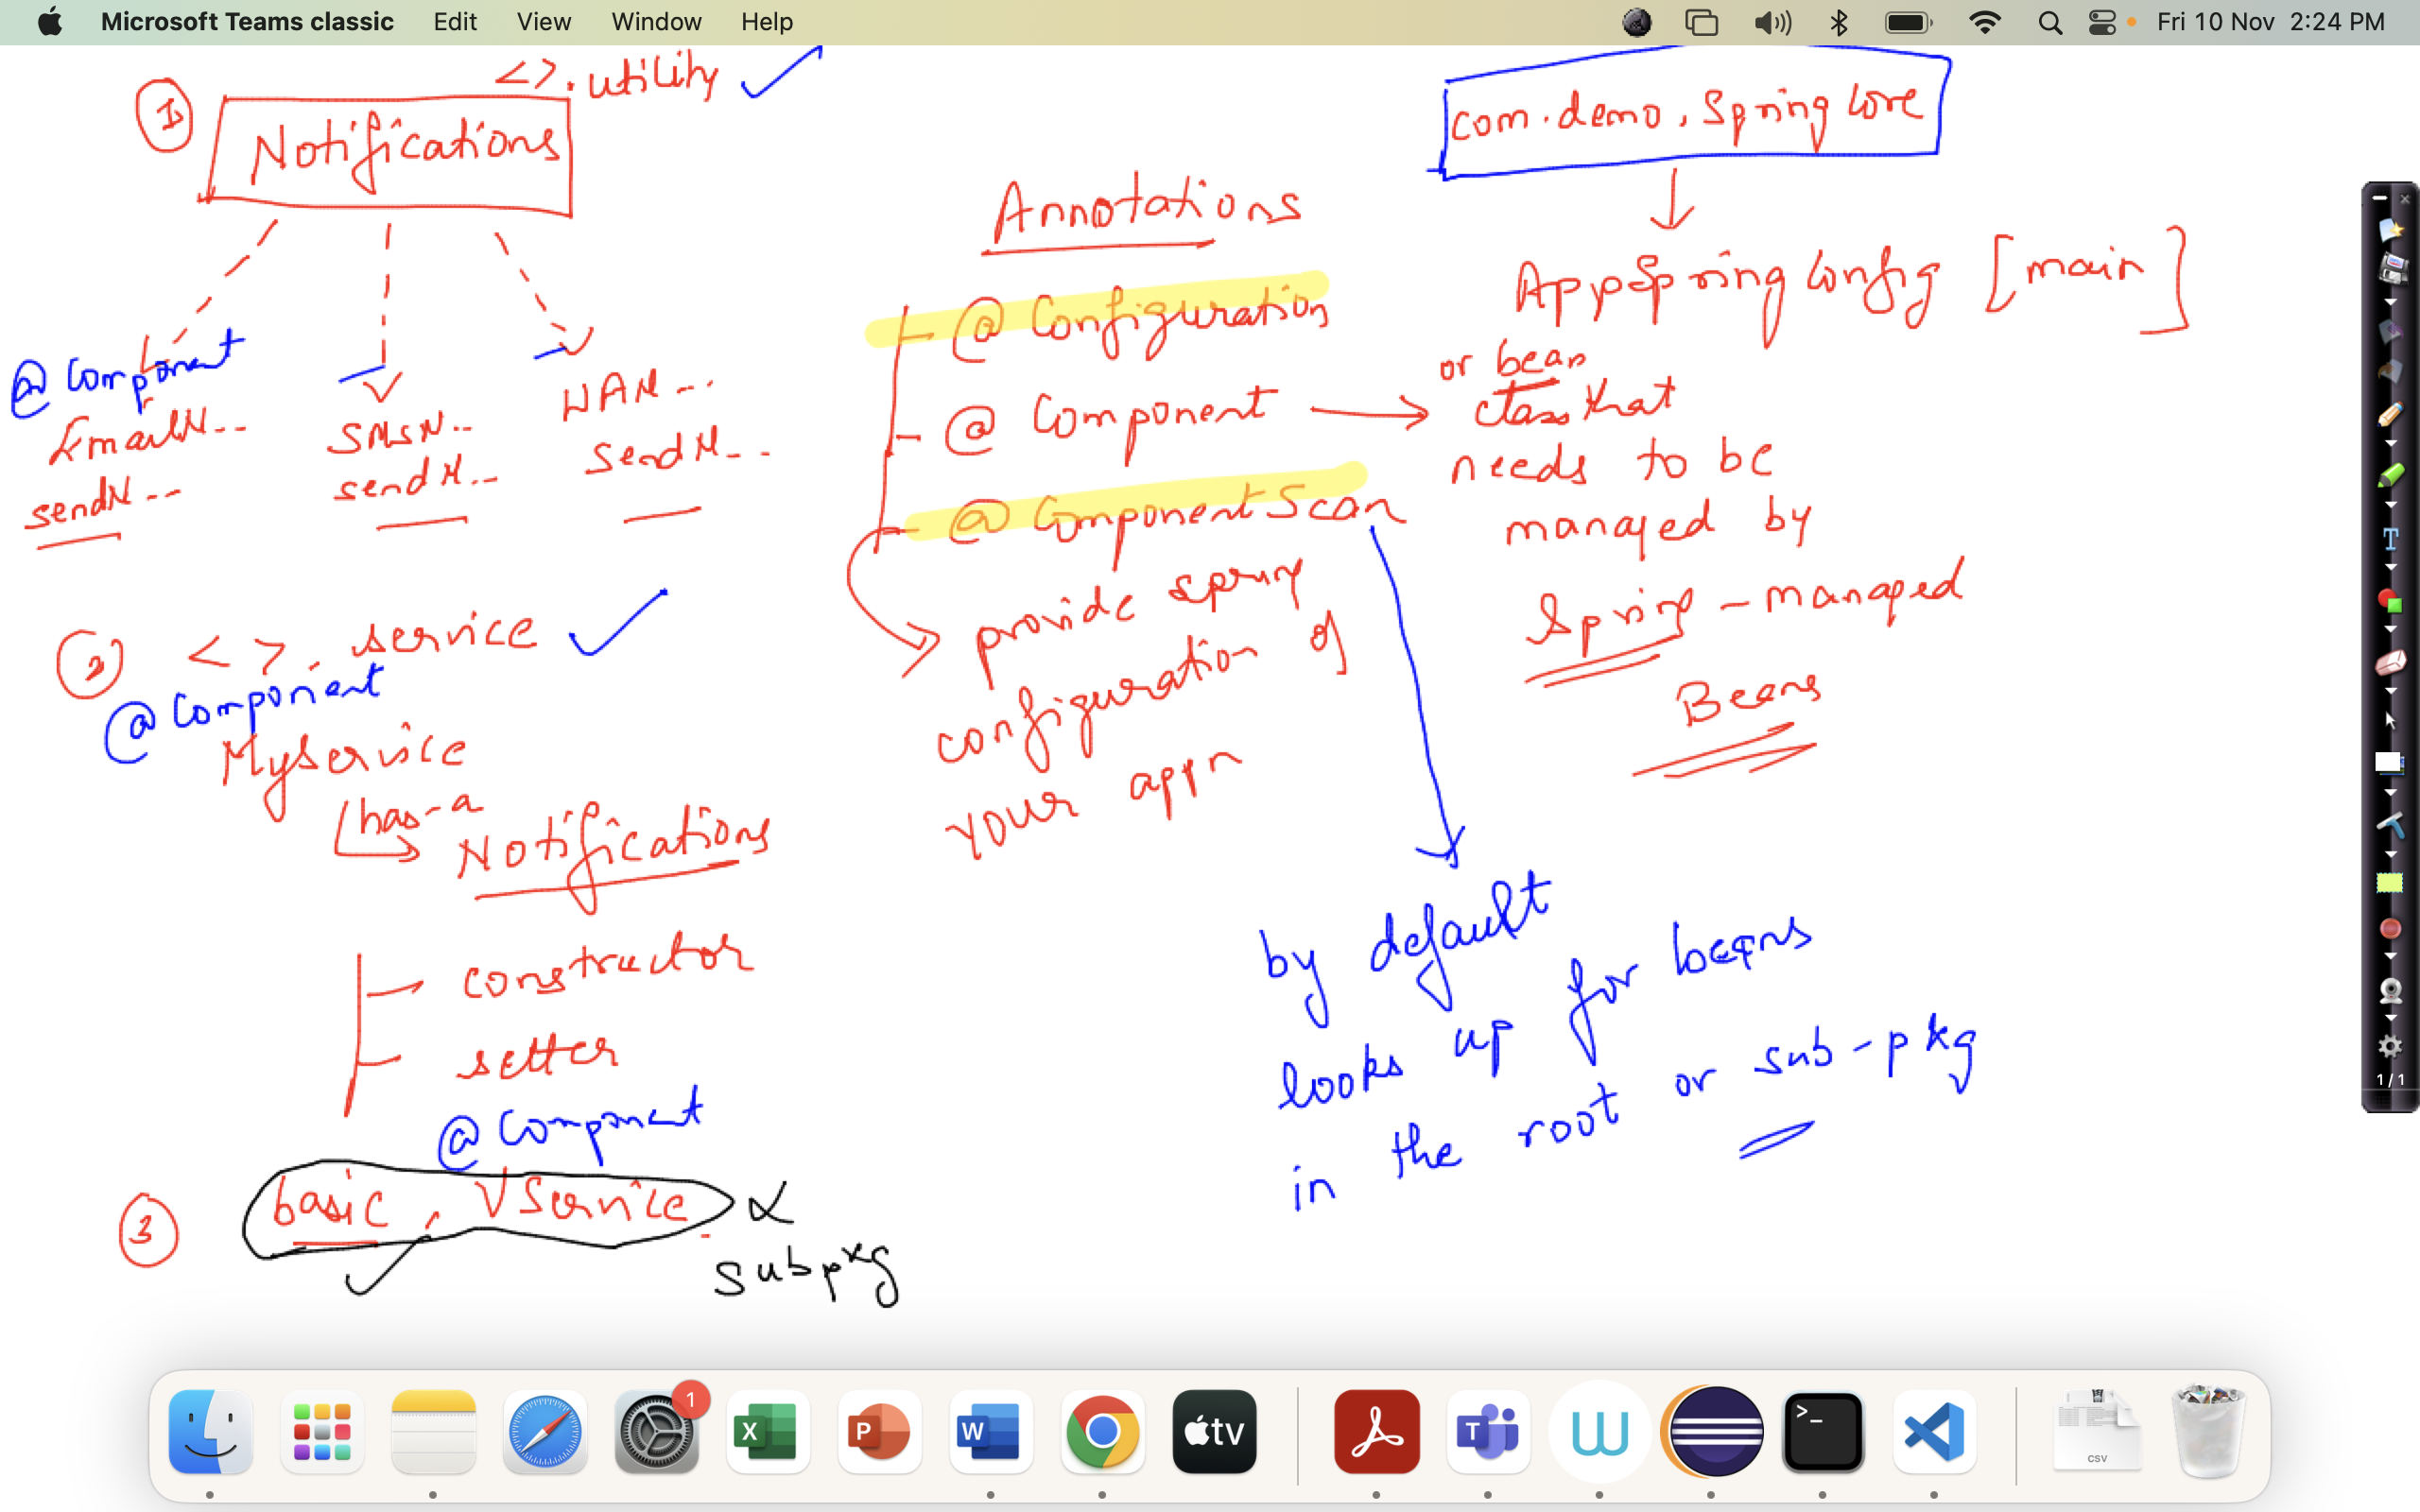 Microsoft Teams classic Edit View Window Help Fri 10 Nov 2:24 PM
1
<>.utility
Notifications
@Component
EmailN..
sendN--
SMSN..
sendN..
WAN...
sendN--
2
<>. service
@Component
Myservice
has-a
Notifications
constructor
setter
@Component
3
basic. VService
subpkg
Annotations
@Configuration
@Component
@ComponentScan
provide spring
configuration of
your appn
com.demo.SpringCore
AppSpringConfig [main]
or bean
class that
needs to be
managed by
Spring-managed
Beans
by default
looks up for beans
in the root or sub-pkg
1/1
1
X
P
W
tv
T
>_
CSV